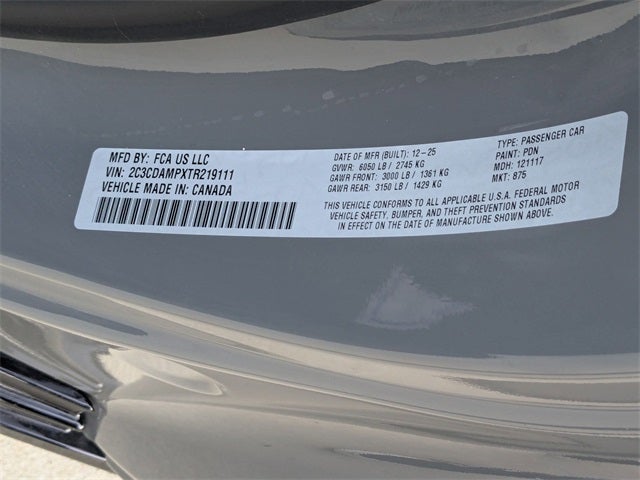 MFD BY: FCA US LLC
VIN: 2C3CDAMPXTR219111
VEHICLE MADE IN: CANADA
DATE OF MFR (BUILT): 12-25
GVWR: 6050 LB / 2745 KG
GAWR FRONT: 3000 LB / 1361 KG
GAWR REAR: 3150 LB / 1429 KG
TYPE: PASSENGER CAR
PAINT: PDN
MDH: 121117
MKT: 875
THIS VEHICLE CONFORMS TO ALL APPLICABLE U.S.A. FEDERAL MOTOR
VEHICLE SAFETY, BUMPER, AND THEFT PREVENTION STANDARDS
IN EFFECT ON THE DATE OF MANUFACTURE SHOWN ABOVE.